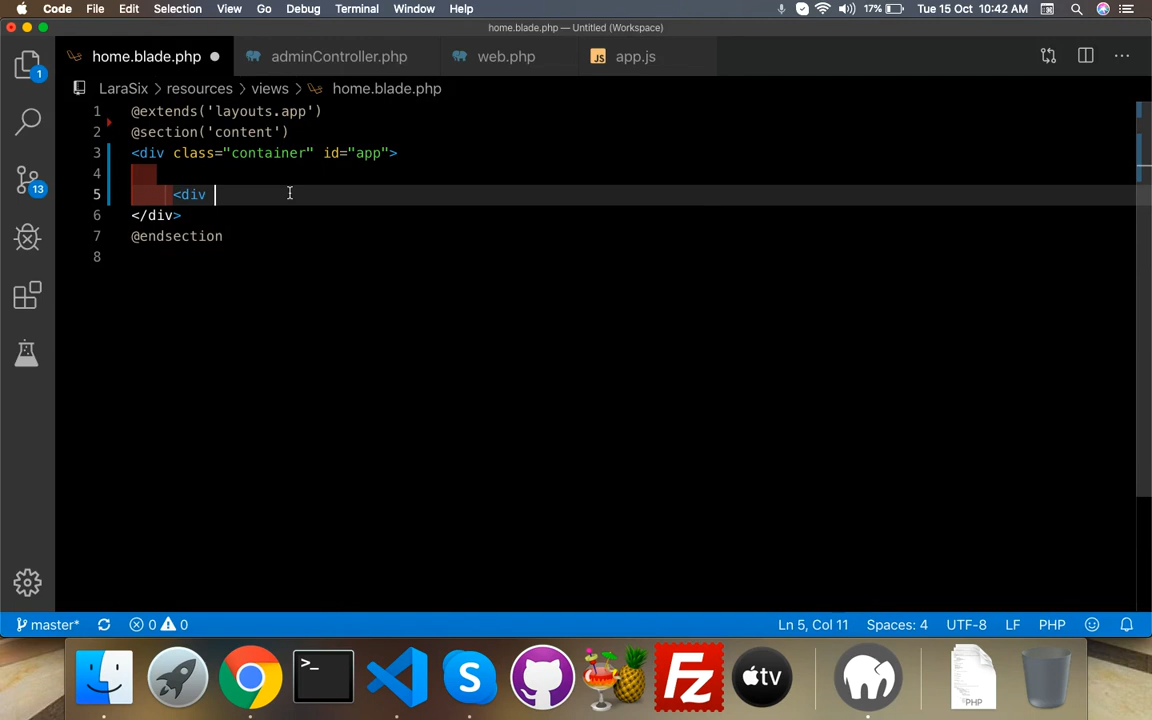 Code File Edit Selection View Go Debug Terminal Window Help 17% Tue 15 Oct 10:42 AM
home.blade.php — Untitled (Workspace)
home.blade.php adminController.php web.php JS app.js
1
LaraSix > resources > views > home.blade.php
1 @extends('layouts.app')
2 @section('content')
3 <div class="container" id="app">
4
5 <div
6 </div>
7 @endsection
8
13
master* 0 0 Ln 5, Col 11 Spaces: 4 UTF-8 LF PHP
>_ S Fz tv PHP